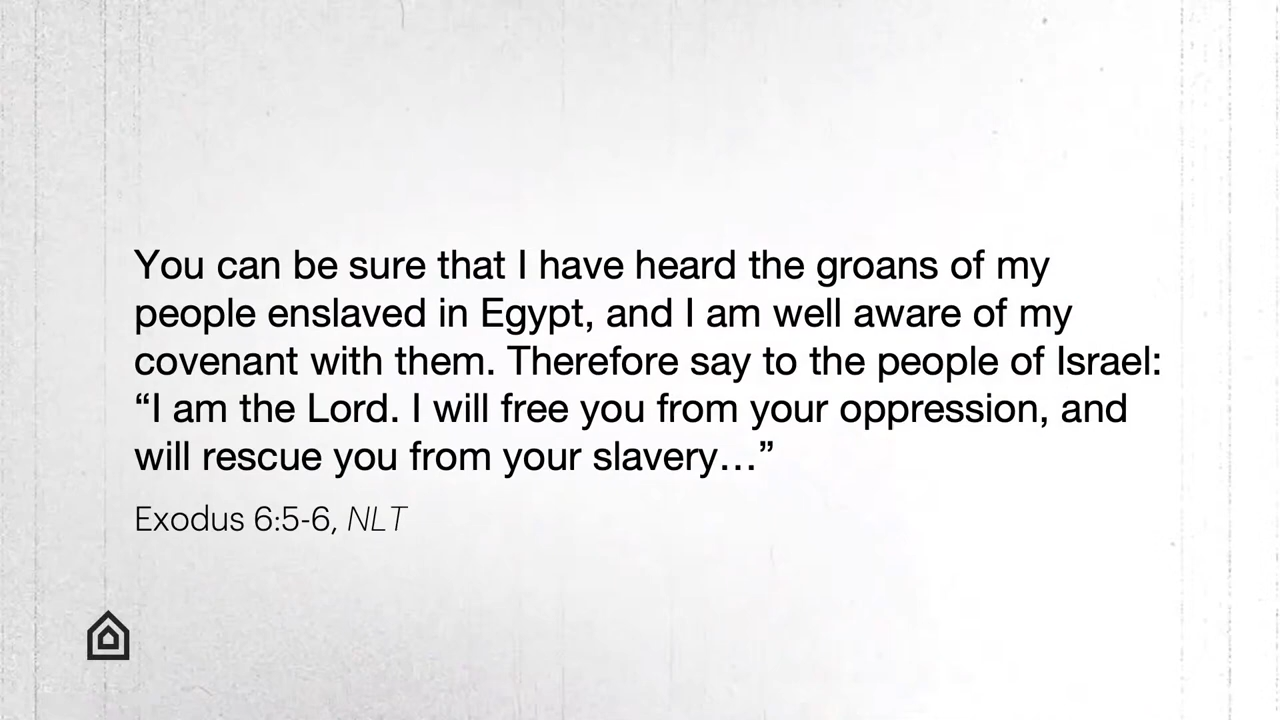 You can be sure that I have heard the groans of my
people enslaved in Egypt, and I am well aware of my
covenant with them. Therefore say to the people of Israel:
“I am the Lord. I will free you from your oppression, and
will rescue you from your slavery…”
Exodus 6:5-6, NLT